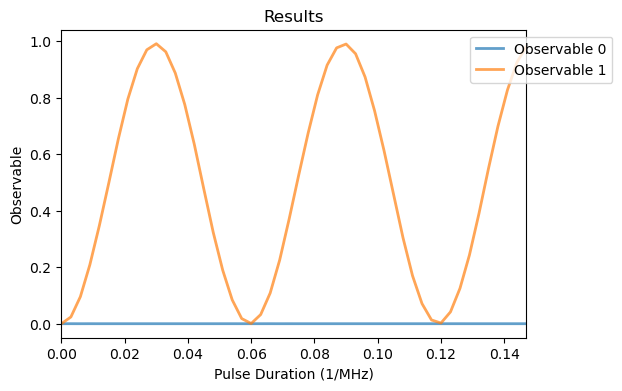 Results
Observable 0
Observable 1
1.0
0.8
0.6
0.4
0.2
0.0
Observable
0.00 0.02 0.04 0.06 0.08 0.10 0.12 0.14
Pulse Duration (1/MHz)